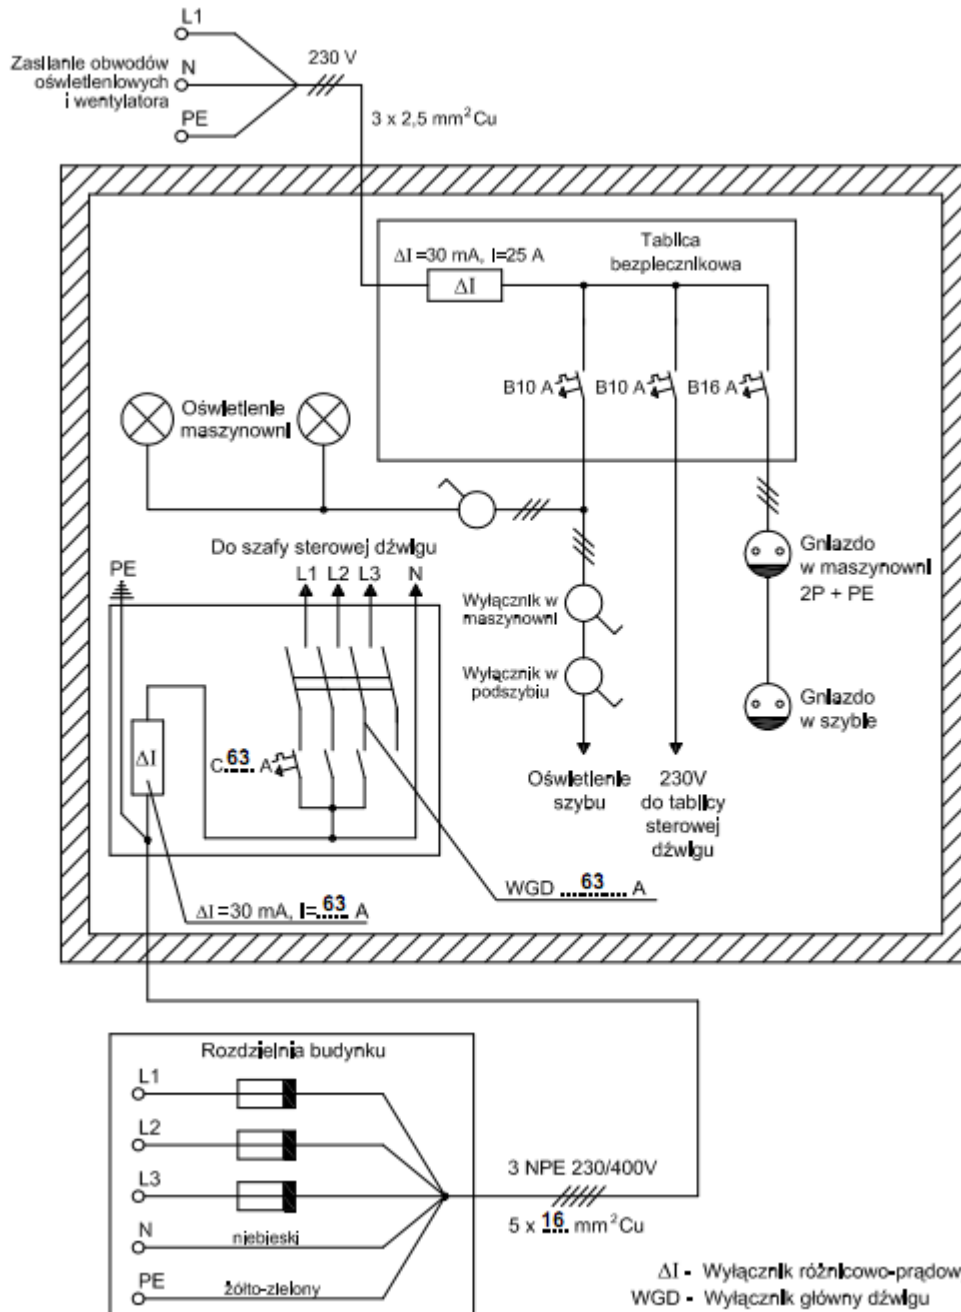 L1
Zasilanie obwodów
oświetleniowych
i wentylatora
N
PE
230 V
3 x 2,5 mm²Cu
ΔI =30 mA, I=25 A
Tablica
bezpiecznikowa
ΔI
B10 A
B10 A
B16 A
Oświetlenie
maszynowni
Do szafy sterowej dźwigu
PE
L1
L2
L3
N
Wyłącznik w
maszynowni
Wyłącznik w
podszybiu
Gniazdo
w maszynowni
2P + PE
Gniazdo
w szybie
ΔI
C 63 A
Oświetlenie
szybu
230V
do tablicy
sterowej
dźwigu
WGD 63 A
ΔI =30 mA, I= 63 A
Rozdzielnia budynku
L1
L2
L3
N
niebieski
PE
żółto-zielony
3 NPE 230/400V
5 x 16 mm²Cu
ΔI - Wyłącznik różnicowo-prądow
WGD - Wyłącznik główny dźwigu